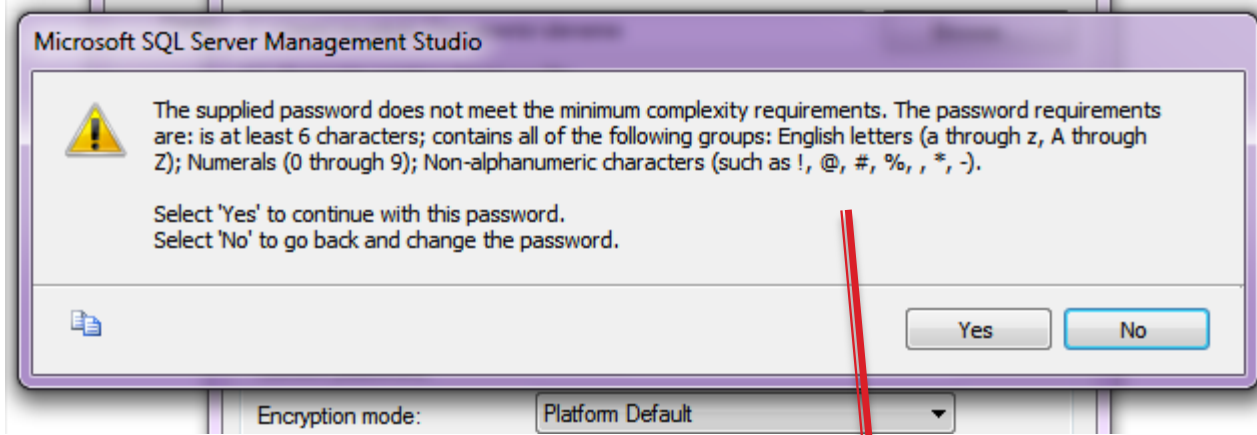 Microsoft SQL Server Management Studio
The supplied password does not meet the minimum complexity requirements. The password requirements
are: is at least 6 characters; contains all of the following groups: English letters (a through z, A through
Z); Numerals (0 through 9); Non-alphanumeric characters (such as !, @, #, %, , *, -).
Select 'Yes' to continue with this password.
Select 'No' to go back and change the password.
Yes No
Encryption mode: Platform Default